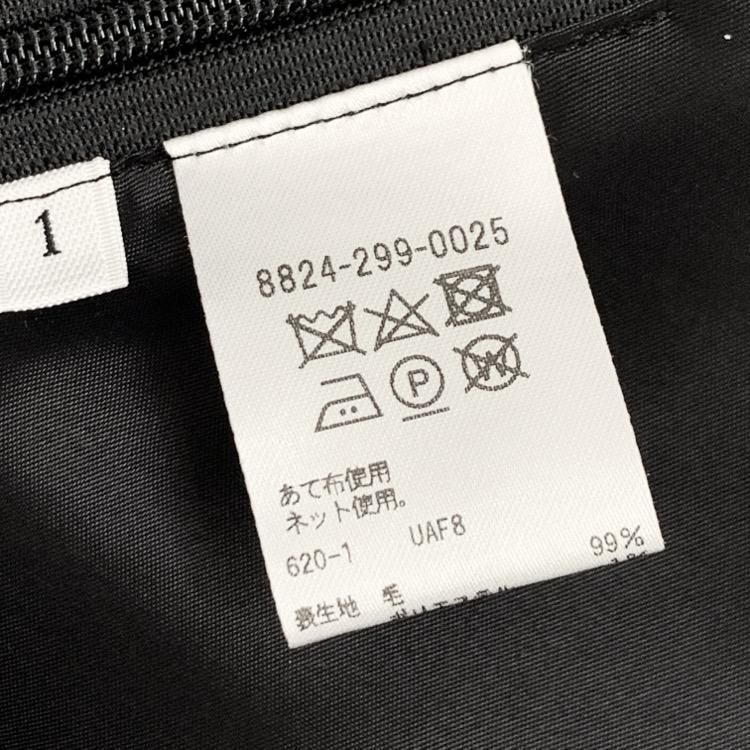 1
8824-299-0025
P
W
あて布使用
ネット使用。
620-1 UAF8
表生地 毛 99%